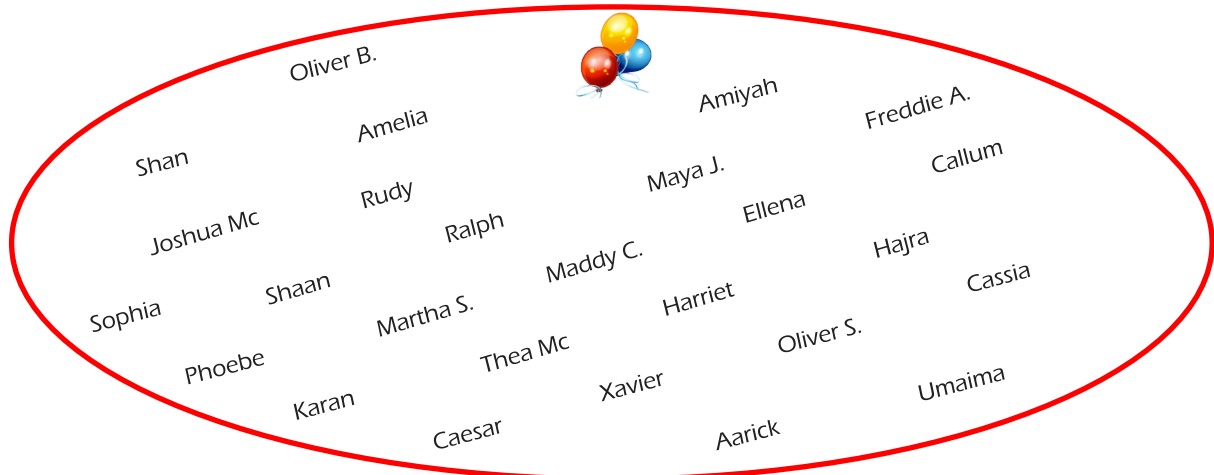 Oliver B.
Amiyah
Freddie A.
Amelia
Shan
Callum
Maya J.
Rudy
Ellena
Joshua Mc
Ralph
Hajra
Maddy C.
Cassia
Shaan
Harriet
Sophia
Martha S.
Oliver S.
Thea Mc
Phoebe
Xavier
Umaima
Karan
Caesar
Aarick